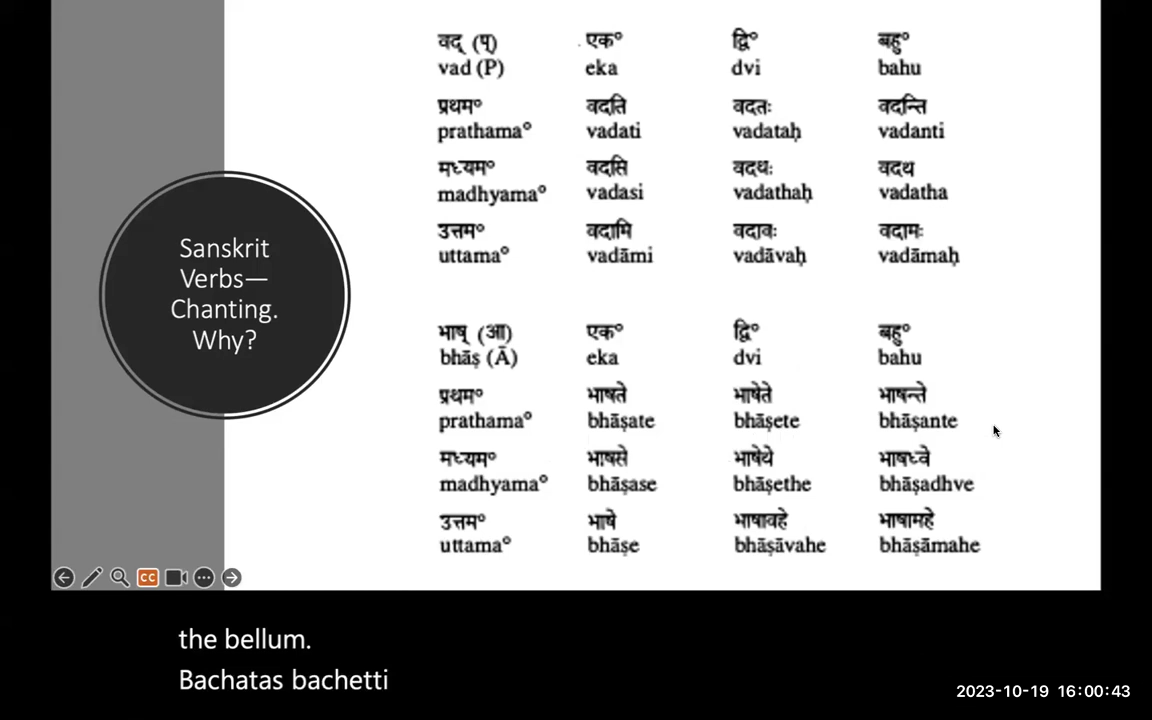 Sanskrit
Verbs—
Chanting.
Why?
वद् (प्) एक° द्वि° बहु°
vad (P) eka dvi bahu
प्रथम° वदति वदतः वदन्ति
prathama° vadati vadataḥ vadanti
मध्यम° वदसि वदथः वदथ
madhyama° vadasi vadathaḥ vadatha
उत्तम° वदामि वदावः वदामः
uttama° vadāmi vadāvaḥ vadāmaḥ
भाष् (आ) एक° द्वि° बहु°
bhāṣ (Ā) eka dvi bahu
प्रथम° भाषते भाषेते भाषन्ते
prathama° bhāṣate bhāṣete bhāṣante
मध्यम° भाषसे भाषेथे भाषध्वे
madhyama° bhāṣase bhāṣethe bhāṣadhve
उत्तम° भाषे भाषावहे भाषामहे
uttama° bhāṣe bhāṣāvahe bhāṣāmahe
CC
the bellum.
Bachatas bachetti
2023-10-19 16:00:43